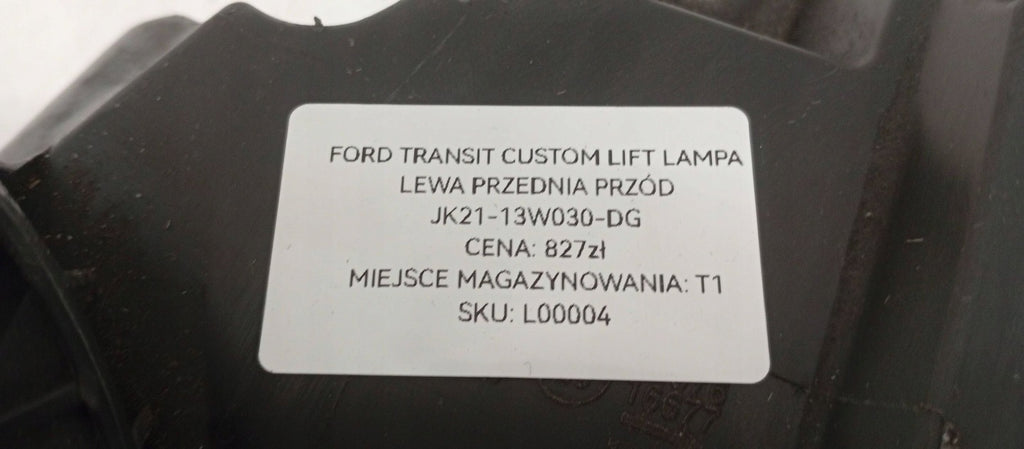 FORD TRANSIT CUSTOM LIFT LAMPA
LEWA PRZEDNIA PRZÓD
JK21-13W030-DG
CENA: 827zł
MIEJSCE MAGAZYNOWANIA: T1
SKU: L00004